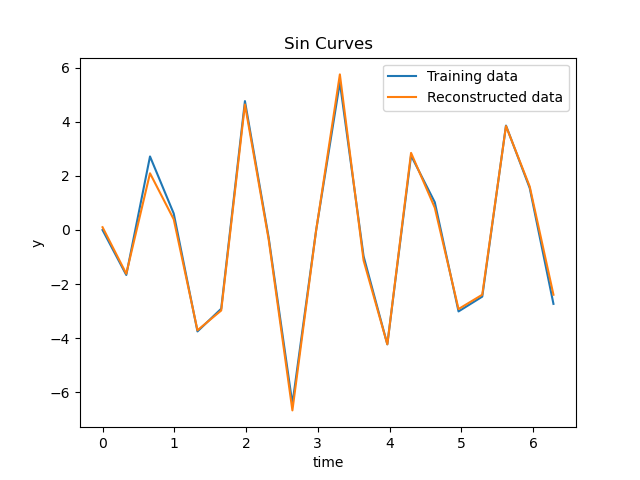 Sin Curves
Training data
Reconstructed data
6
4
2
0
−2
−4
−6
y
0 1 2 3 4 5 6
time